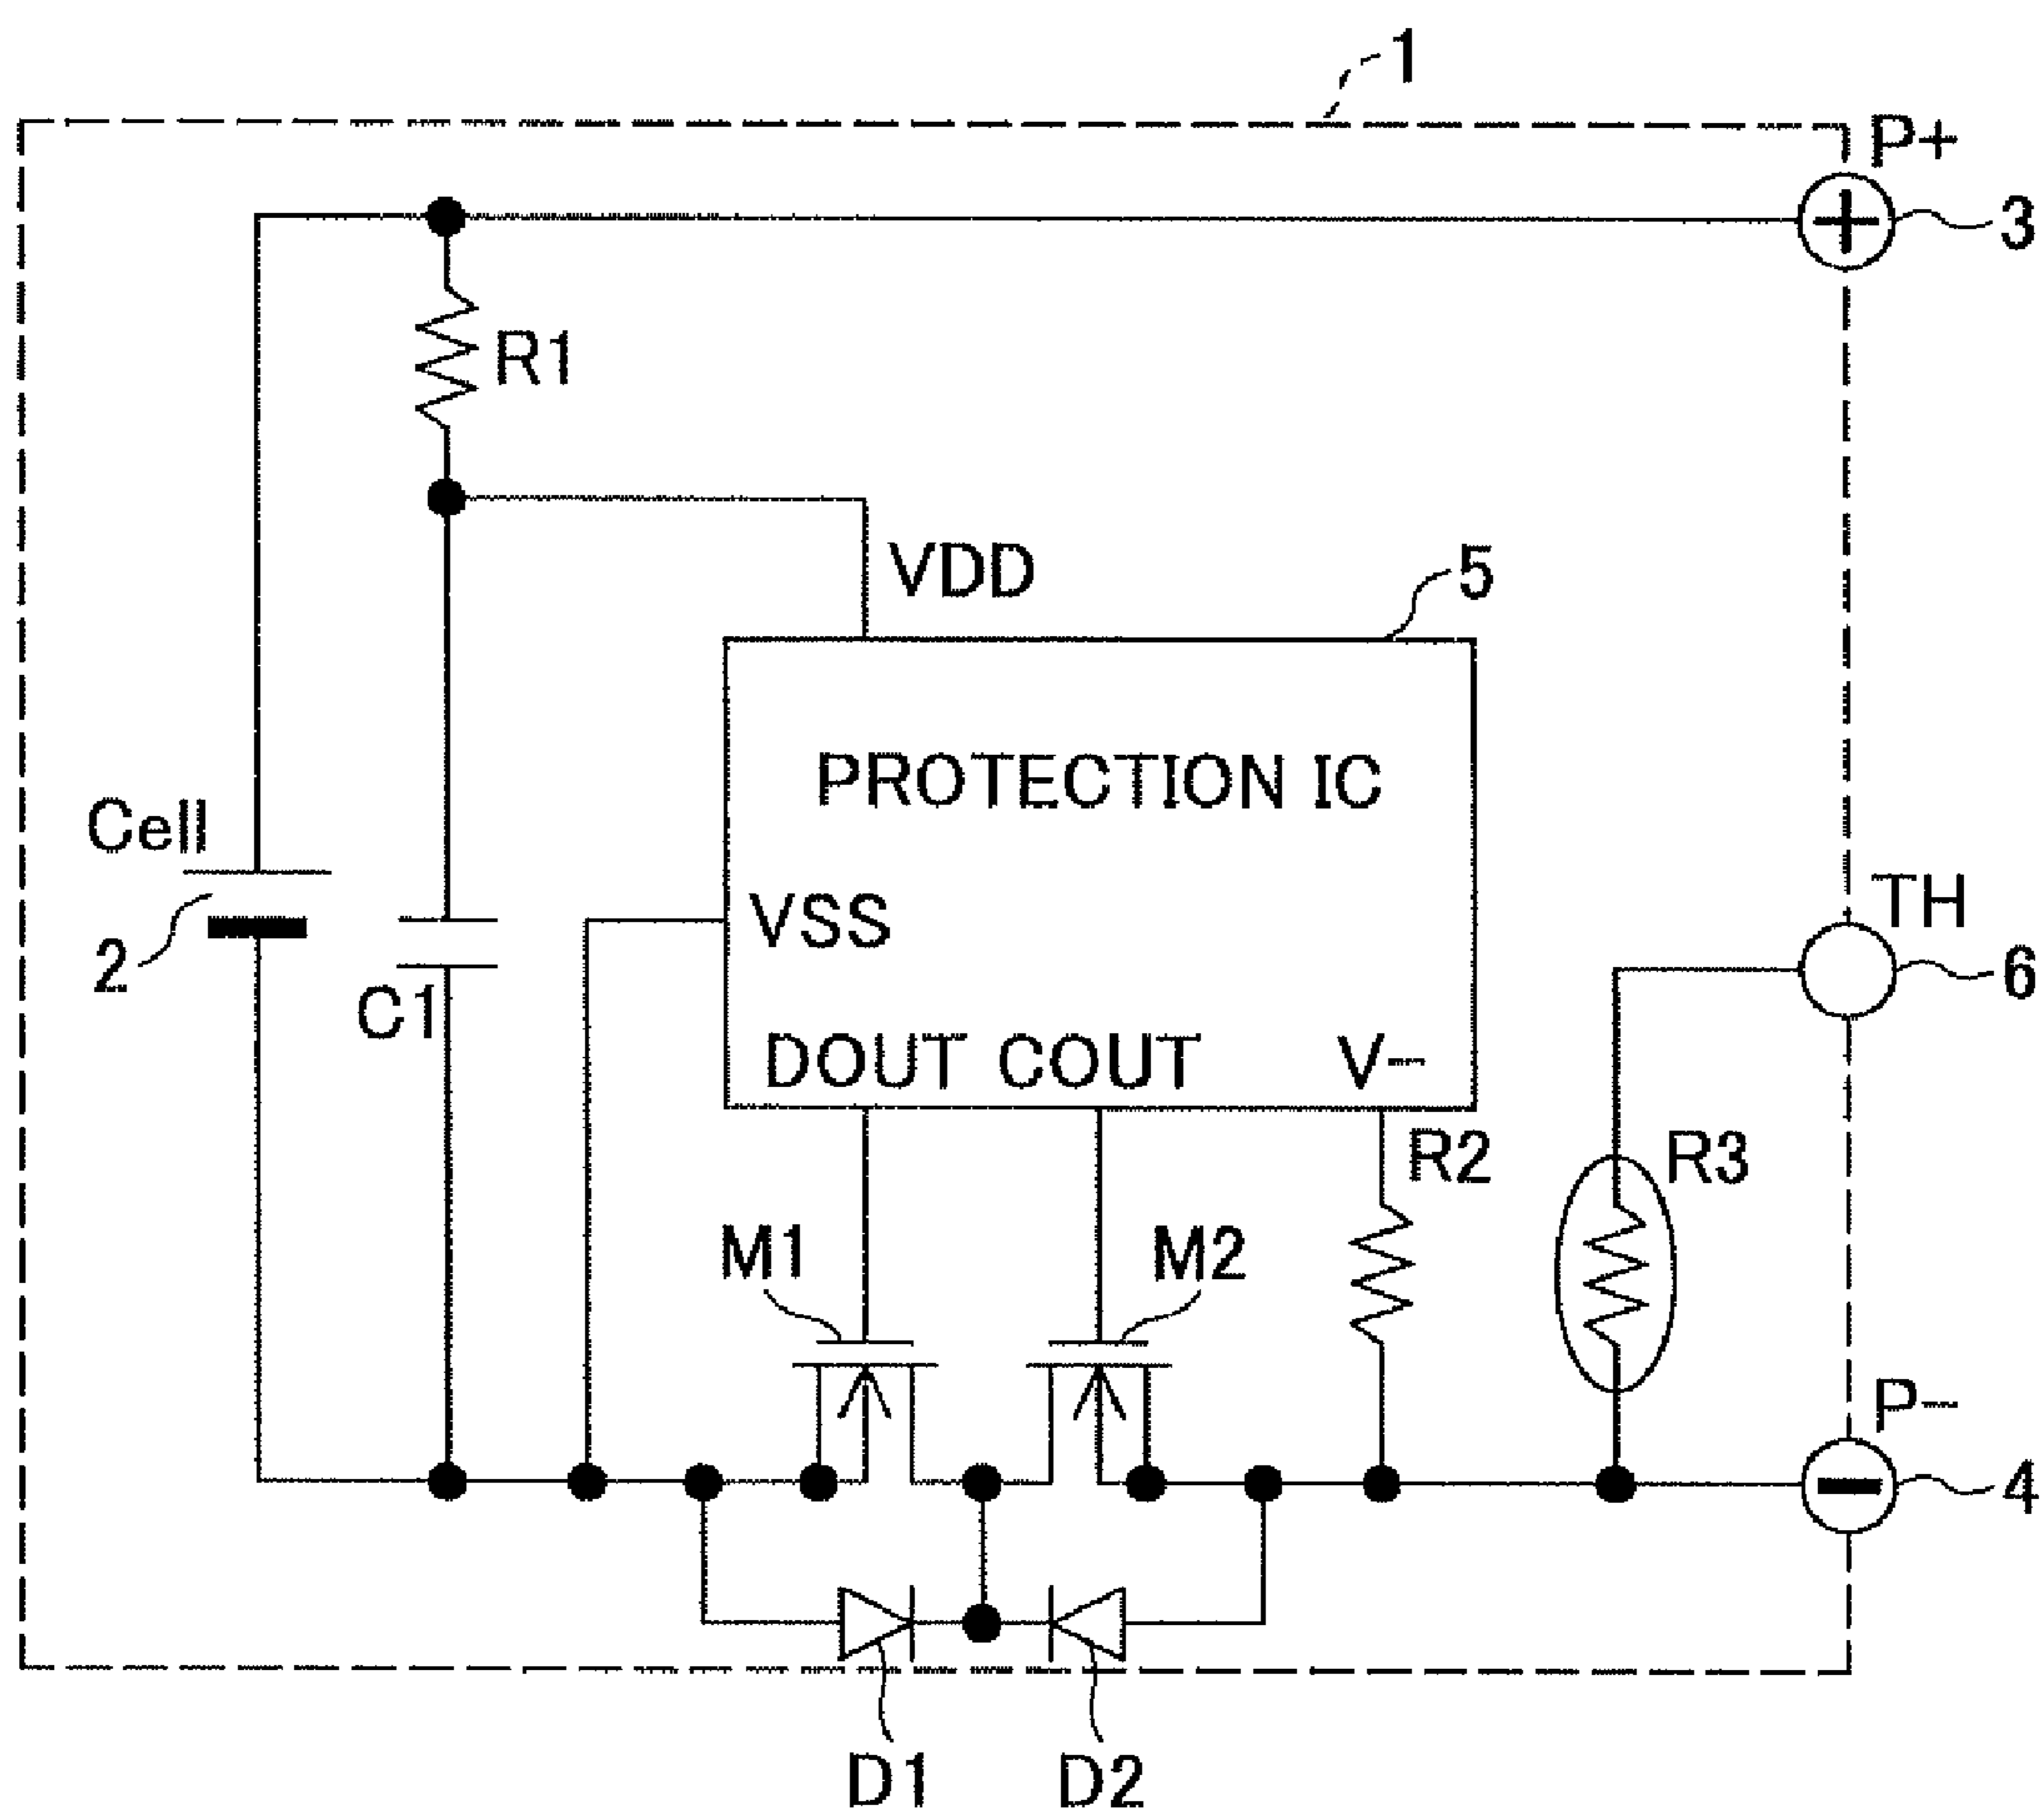 1
P+
3
R1
VDD
5
PROTECTION IC
Cell
2
VSS
TH
6
C1
DOUT COUT V-
R2
R3
M1
M2
P-
4
D1
D2